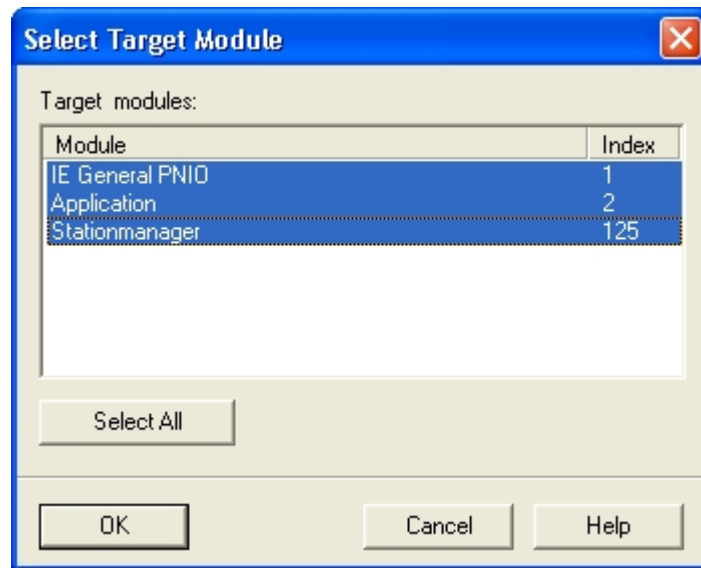 Select Target Module
Target modules:
Module Index
IE General PNIO 1
Application 2
Stationmanager 125
Select All
OK Cancel Help